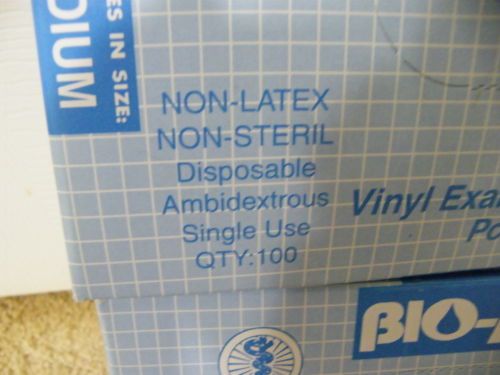 ES IN SIZE:
DIUM
NON-LATEX
NON-STERIL
Disposable
Ambidextrous
Single Use
QTY:100
Vinyl Exa
Po
BIO-